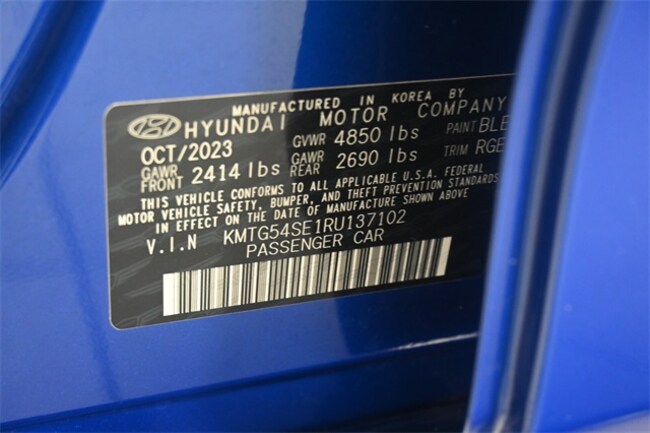 MANUFACTURED IN KOREA BY
HYUNDAI MOTOR COMPANY
OCT/2023 GVWR 4850 lbs PAINT BLE
GAWR FRONT 2414 lbs GAWR REAR 2690 lbs TRIM RGE
THIS VEHICLE CONFORMS TO ALL APPLICABLE U.S.A. FEDERAL
MOTOR VEHICLE SAFETY, BUMPER, AND THEFT PREVENTION STANDARDS
IN EFFECT ON THE DATE OF MANUFACTURE SHOWN ABOVE.
V.I.N KMTG54SE1RU137102
PASSENGER CAR